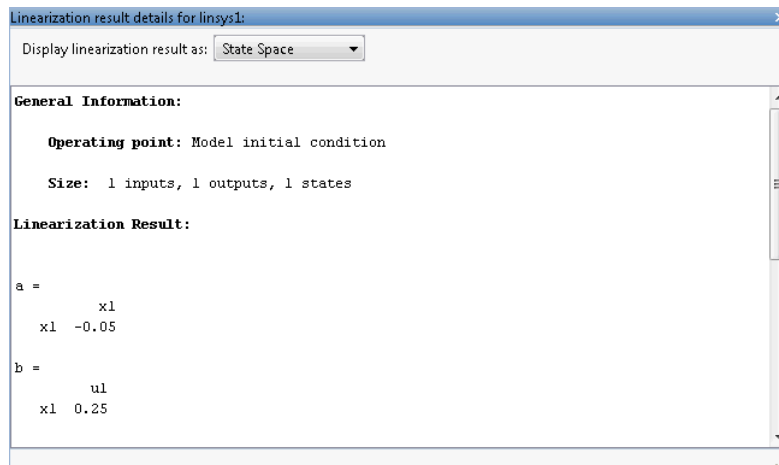 Linearization result details for linsys1:
Display linearization result as: State Space
General Information:
Operating point: Model initial condition
Size: 1 inputs, 1 outputs, 1 states
Linearization Result:
a =
x1
x1 -0.05
b =
u1
x1 0.25